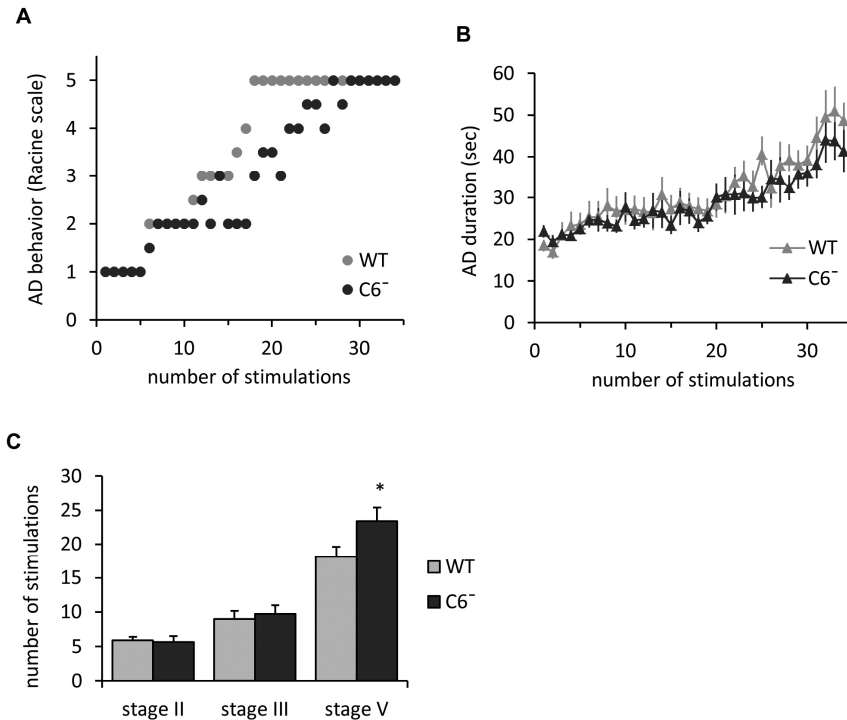 A
AD behavior (Racine scale)
5
4
3
2
1
0
0 10 20 30
number of stimulations
WT
C6⁻
B
AD duration (sec)
60
50
40
30
20
10
0
0 10 20 30
number of stimulations
WT
C6⁻
C
number of stimulations
30
25
20
15
10
5
0
*
stage II stage III stage V
WT
C6⁻